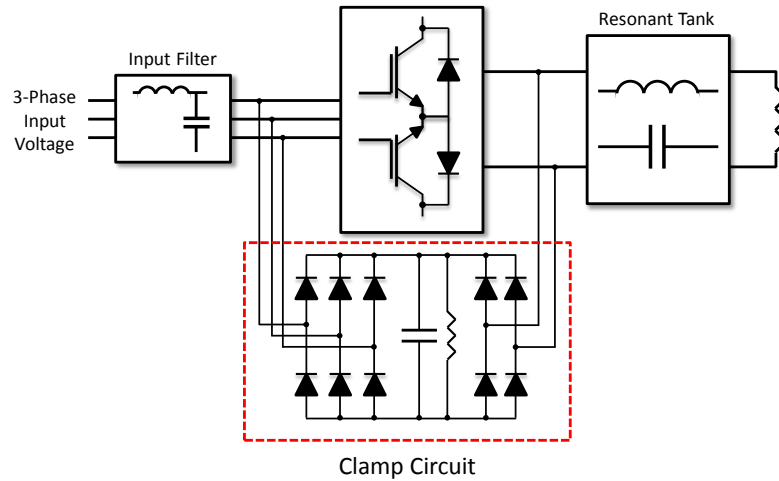 Resonant Tank
Input Filter
3-Phase
Input
Voltage
Clamp Circuit